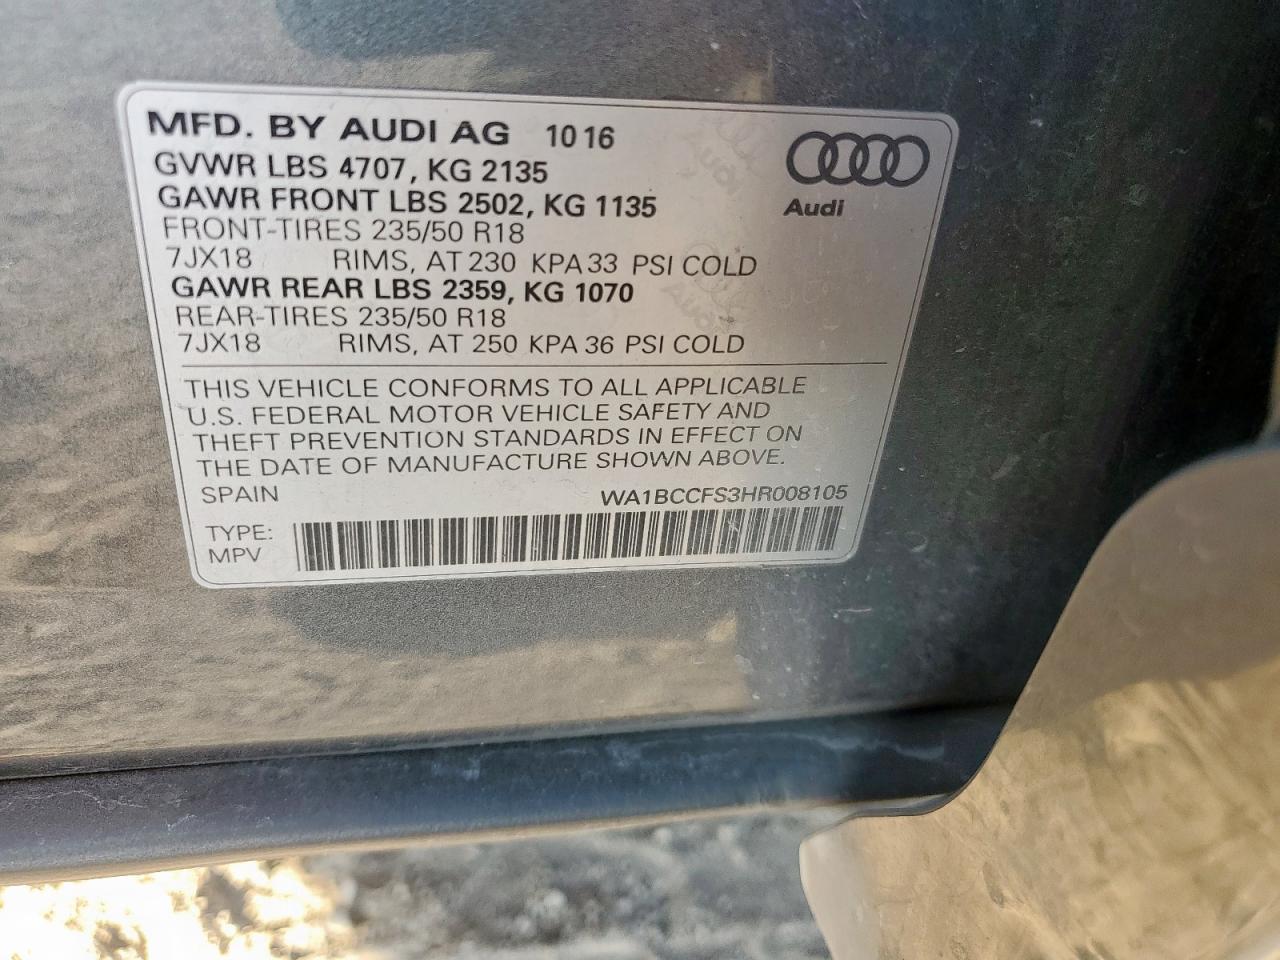 MFD. BY AUDI AG 10 16
GVWR LBS 4707, KG 2135
GAWR FRONT LBS 2502, KG 1135
FRONT-TIRES 235/50 R18
7JX18 RIMS, AT 230 KPA 33 PSI COLD
GAWR REAR LBS 2359, KG 1070
REAR-TIRES 235/50 R18
7JX18 RIMS, AT 250 KPA 36 PSI COLD
Audi
THIS VEHICLE CONFORMS TO ALL APPLICABLE
U.S. FEDERAL MOTOR VEHICLE SAFETY AND
THEFT PREVENTION STANDARDS IN EFFECT ON
THE DATE OF MANUFACTURE SHOWN ABOVE.
SPAIN WA1BCCFS3HR008105
TYPE:
MPV